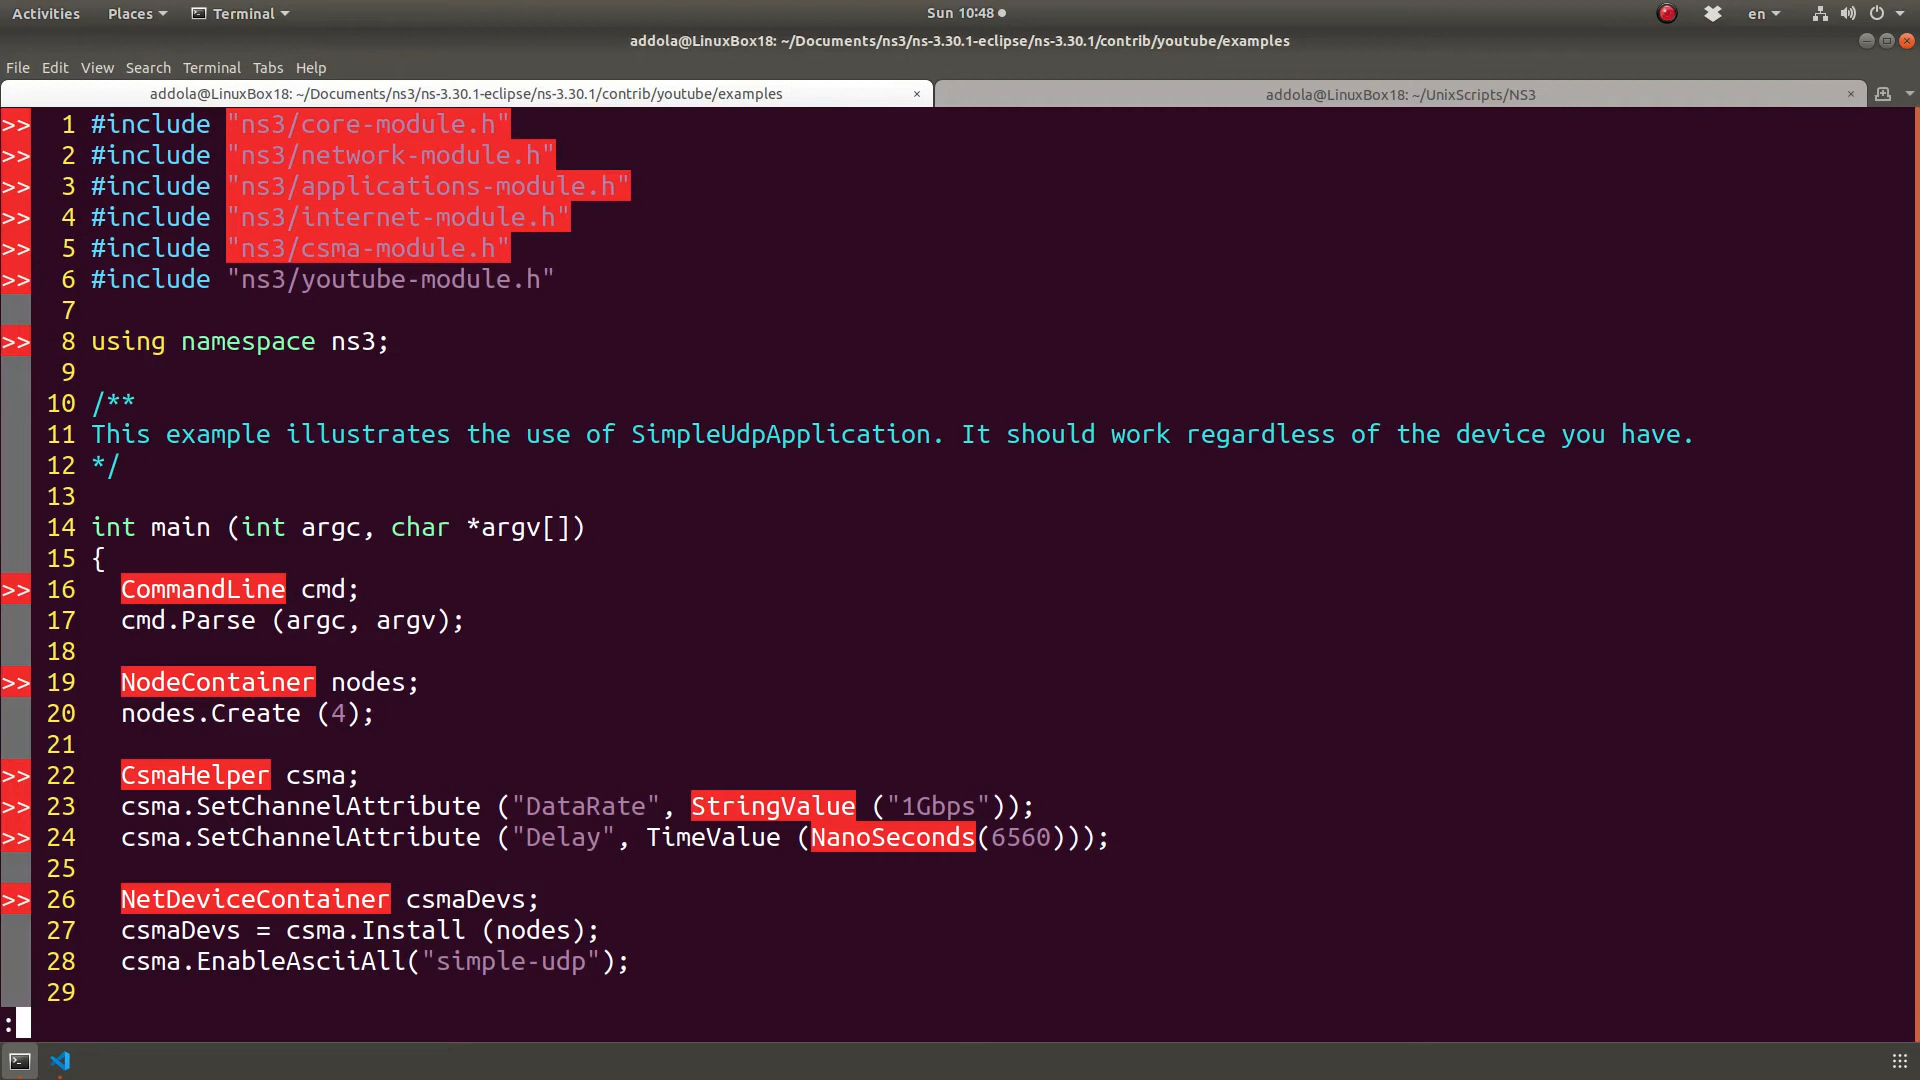 Activities Places Terminal Sun 10:48 en
addola@LinuxBox18: ~/Documents/ns3/ns-3.30.1-eclipse/ns-3.30.1/contrib/youtube/examples
File Edit View Search Terminal Tabs Help
addola@LinuxBox18: ~/Documents/ns3/ns-3.30.1-eclipse/ns-3.30.1/contrib/youtube/examples × addola@LinuxBox18: ~/UnixScripts/NS3 ×
>> 1 #include "ns3/core-module.h"
>> 2 #include "ns3/network-module.h"
>> 3 #include "ns3/applications-module.h"
>> 4 #include "ns3/internet-module.h"
>> 5 #include "ns3/csma-module.h"
>> 6 #include "ns3/youtube-module.h"
7
>> 8 using namespace ns3;
9
10 /**
11 This example illustrates the use of SimpleUdpApplication. It should work regardless of the device you have.
12 */
13
14 int main (int argc, char *argv[])
15 {
>> 16 CommandLine cmd;
17 cmd.Parse (argc, argv);
18
>> 19 NodeContainer nodes;
20 nodes.Create (4);
21
>> 22 CsmaHelper csma;
>> 23 csma.SetChannelAttribute ("DataRate", StringValue ("1Gbps"));
>> 24 csma.SetChannelAttribute ("Delay", TimeValue (NanoSeconds(6560)));
25
>> 26 NetDeviceContainer csmaDevs;
27 csmaDevs = csma.Install (nodes);
28 csma.EnableAsciiAll("simple-udp");
29
: